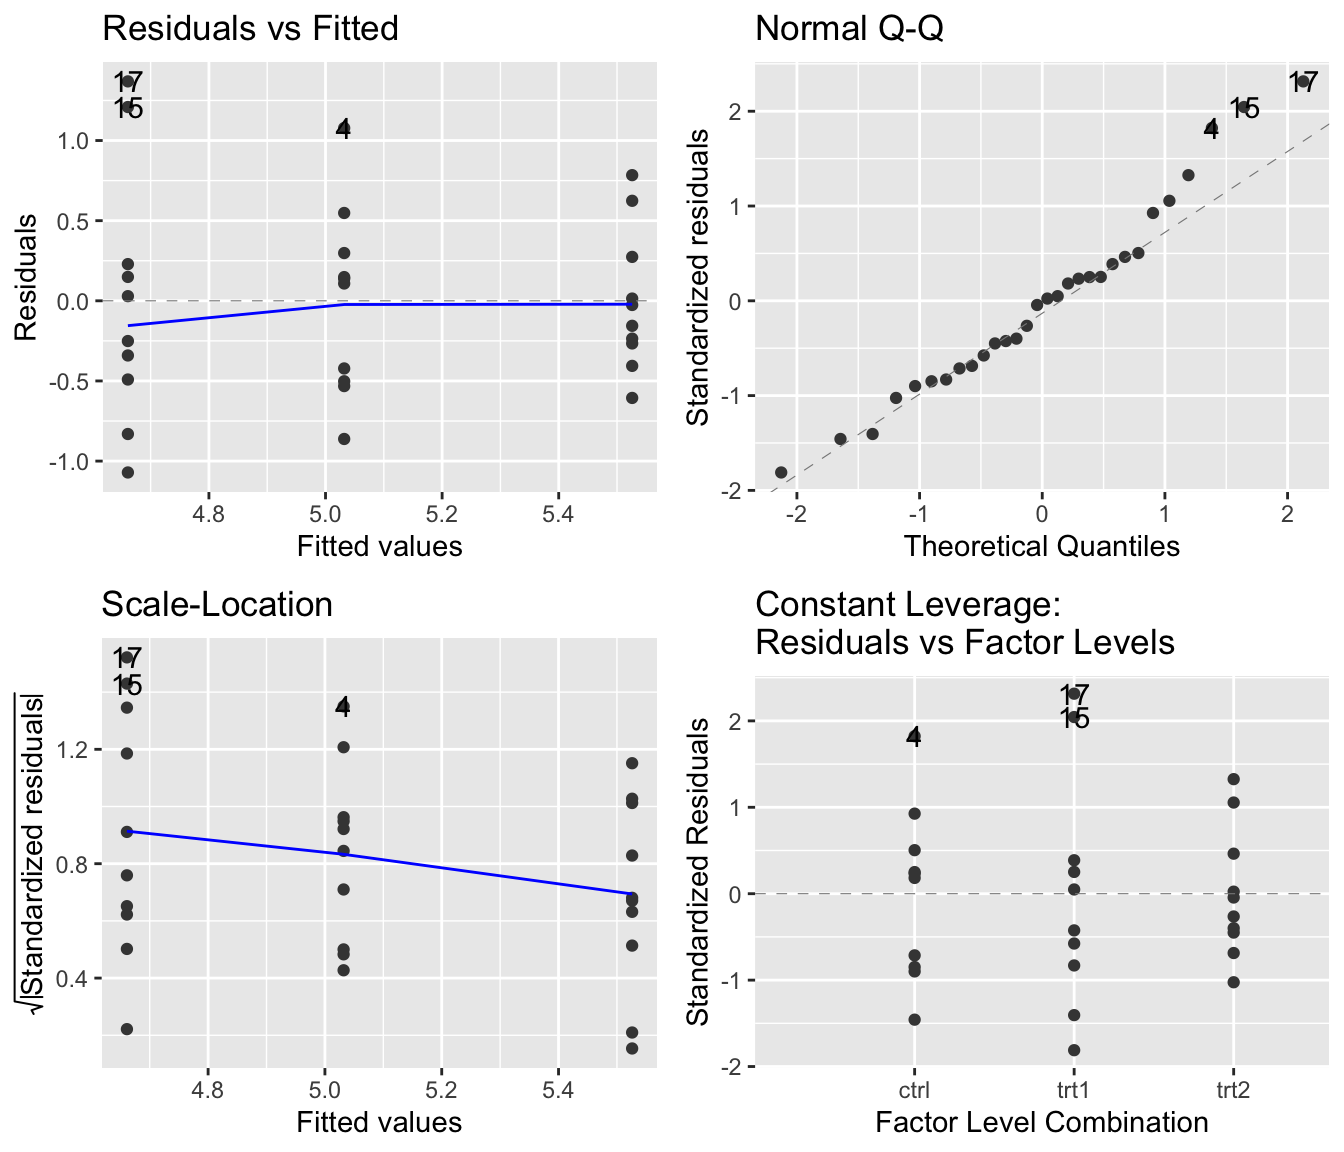 Residuals vs Fitted
17
15
4
1.0
0.5
0.0
-0.5
-1.0
Residuals
4.8 5.0 5.2 5.4
Fitted values
Normal Q-Q
17
15
4
2
1
0
-1
-2
Standardized residuals
-2 -1 0 1 2
Theoretical Quantiles
Scale-Location
17
15
4
1.2
0.8
0.4
√|Standardized residuals|
4.8 5.0 5.2 5.4
Fitted values
Constant Leverage:
Residuals vs Factor Levels
17
15
4
2
1
0
-1
-2
Standardized Residuals
ctrl trt1 trt2
Factor Level Combination